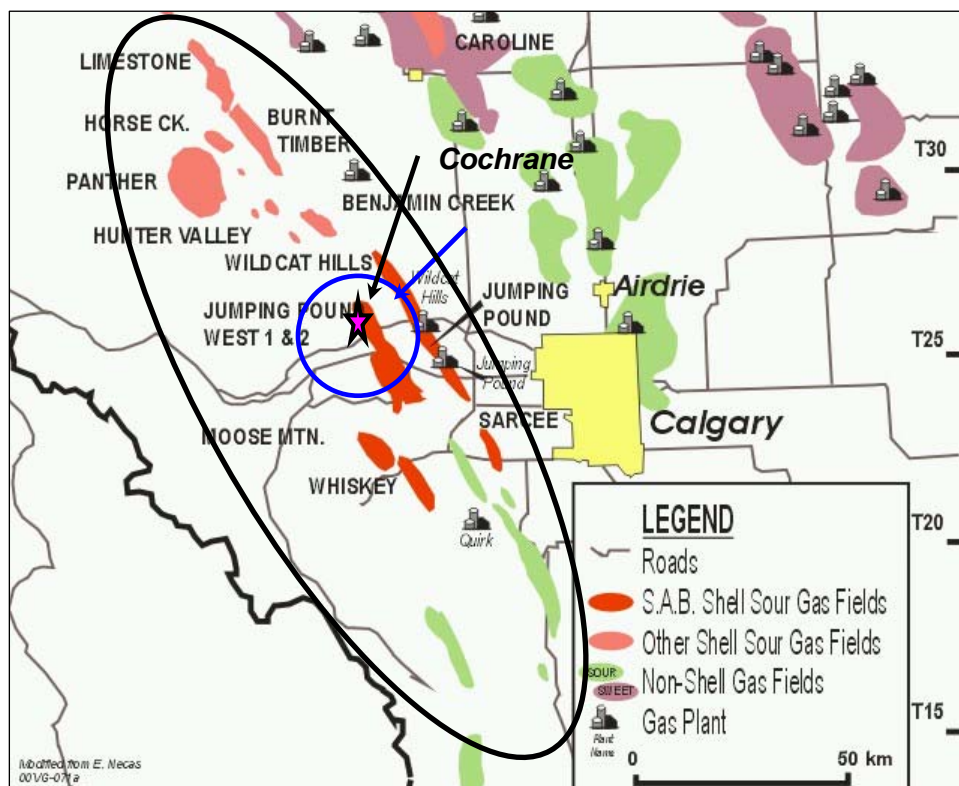 LIMESTONE
CAROLINE
HORSE CK.
BURNT
TIMBER
T30
Cochrane
PANTHER
BENJAMIN CREEK
HUNTER VALLEY
WILDCAT HILLS
Wildcat
Hills
Airdrie
JUMPING POUND
WEST 1 & 2
JUMPING
POUND
T25
Jumping
Pound
SARCEE
Calgary
MOOSE MTN.
WHISKEY
Quirk
T20
LEGEND
Roads
S.A.B. Shell Sour Gas Fields
Other Shell Sour Gas Fields
SOUR
SWEET
Non-Shell Gas Fields
Gas Plant
Plant
Name
T15
0
50 km
Modified from E. Necas
00VG-071a